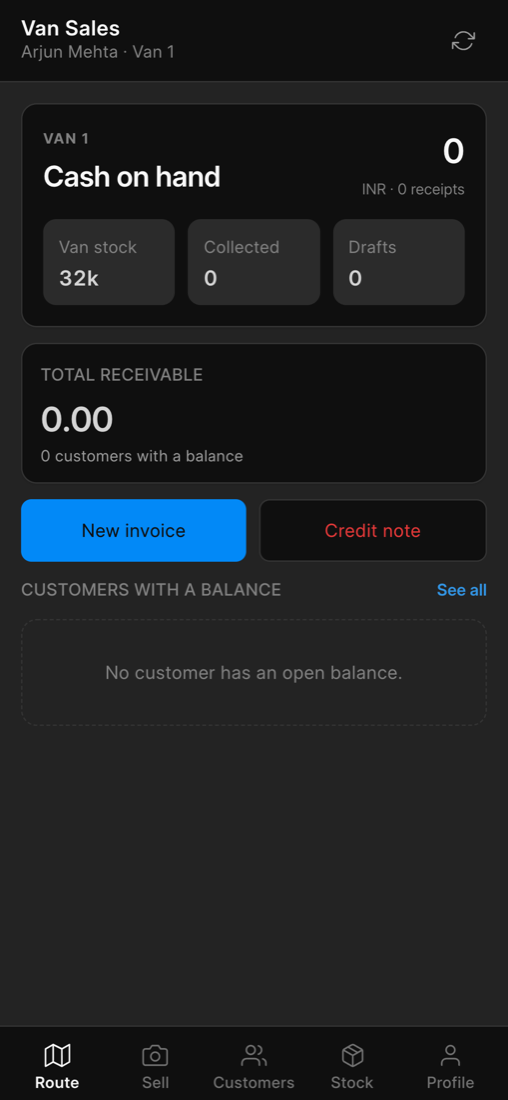 Van Sales
Arjun Mehta · Van 1
VAN 1
Cash on hand
0
INR · 0 receipts
Van stock
32k
Collected
0
Drafts
0
TOTAL RECEIVABLE
0.00
0 customers with a balance
New invoice
Credit note
CUSTOMERS WITH A BALANCE
See all
No customer has an open balance.
Route
Sell
Customers
Stock
Profile